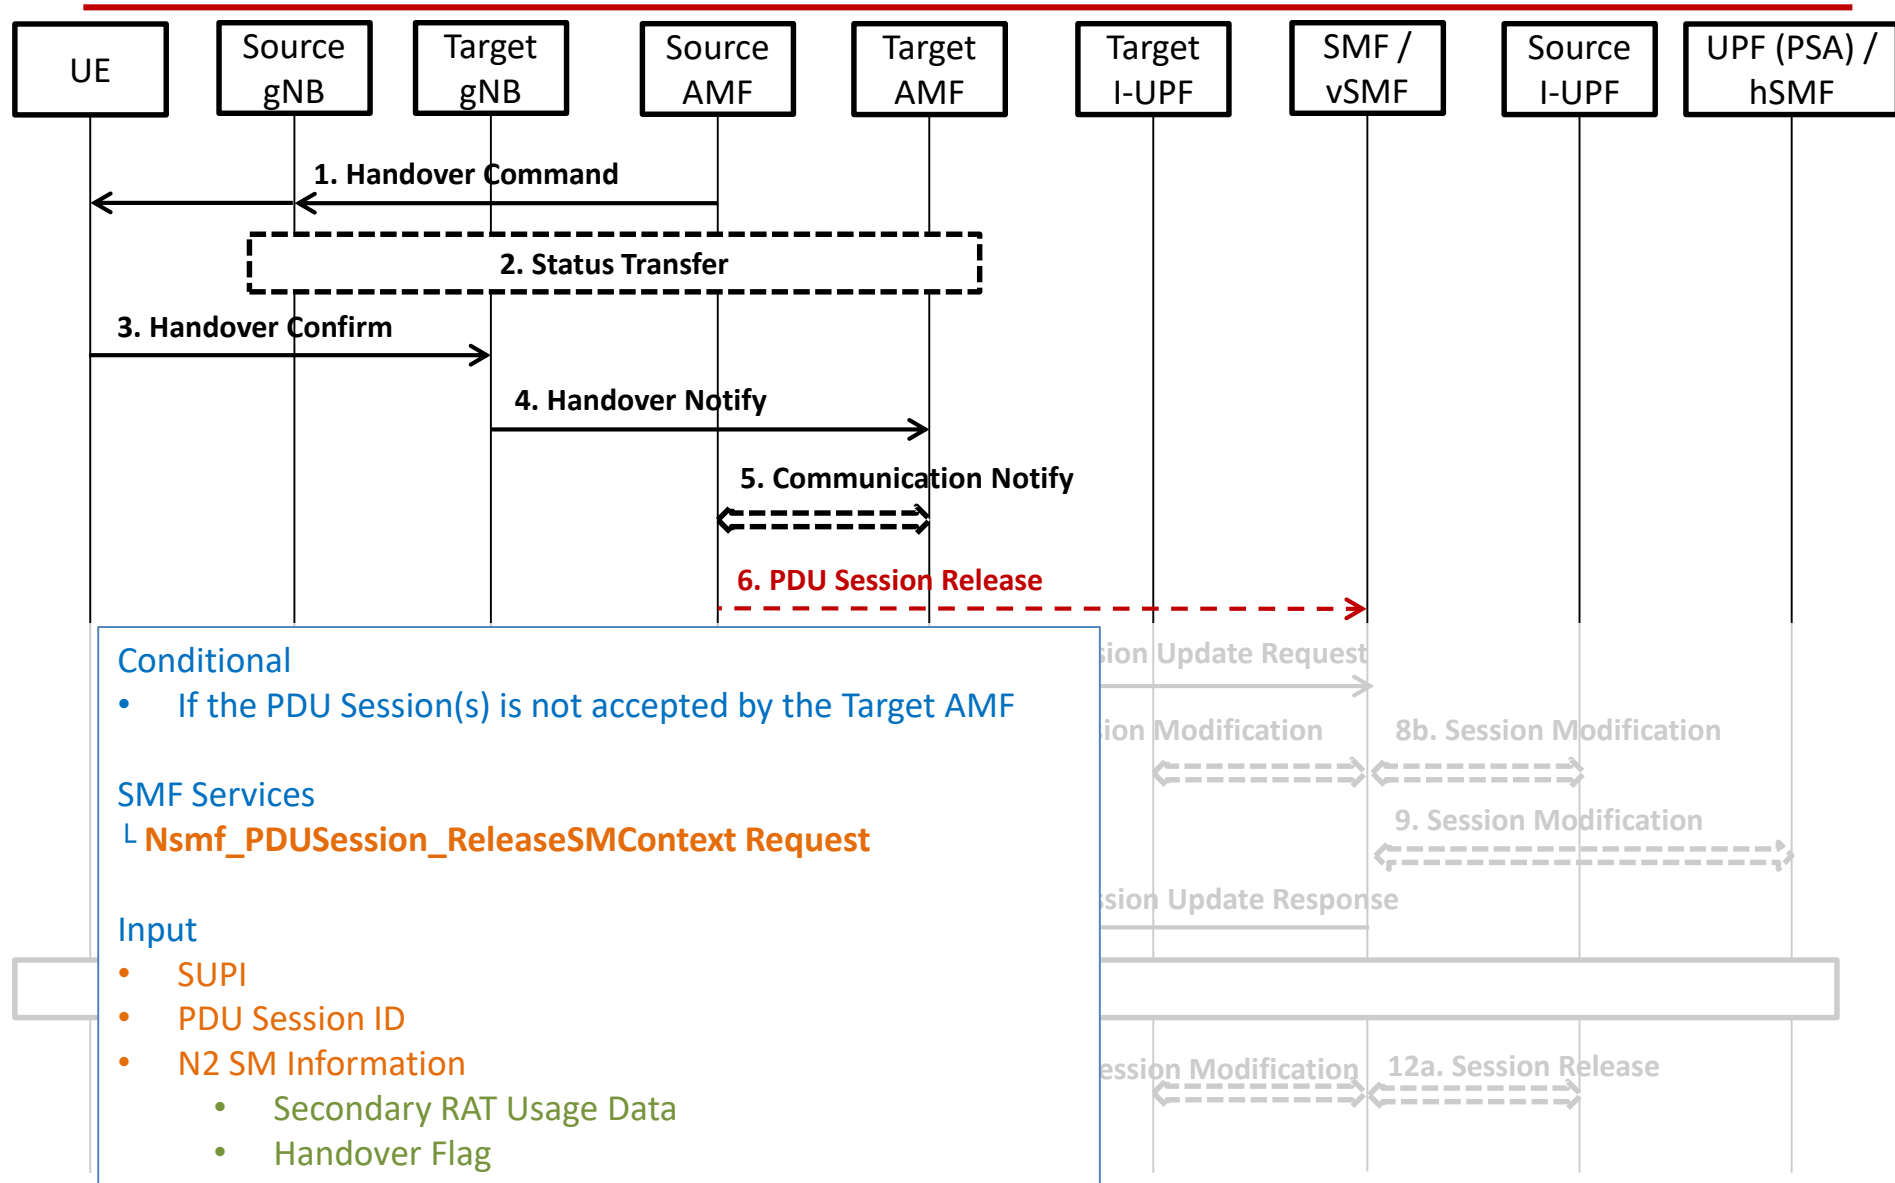 UE
Source
gNB
Target
gNB
Source
AMF
Target
AMF
Target
I-UPF
SMF /
vSMF
Source
I-UPF
UPF (PSA) /
hSMF
1. Handover Command
2. Status Transfer
3. Handover Confirm
4. Handover Notify
5. Communication Notify
6. PDU Session Release
Update Request
Modification
8b. Session Modification
9. Session Modification
Update Response
Modification
12a. Session Release
Conditional
• If the PDU Session(s) is not accepted by the Target AMF
SMF Services
└ Nsmf_PDUSession_ReleaseSMContext Request
Input
• SUPI
• PDU Session ID
• N2 SM Information
• Secondary RAT Usage Data
• Handover Flag